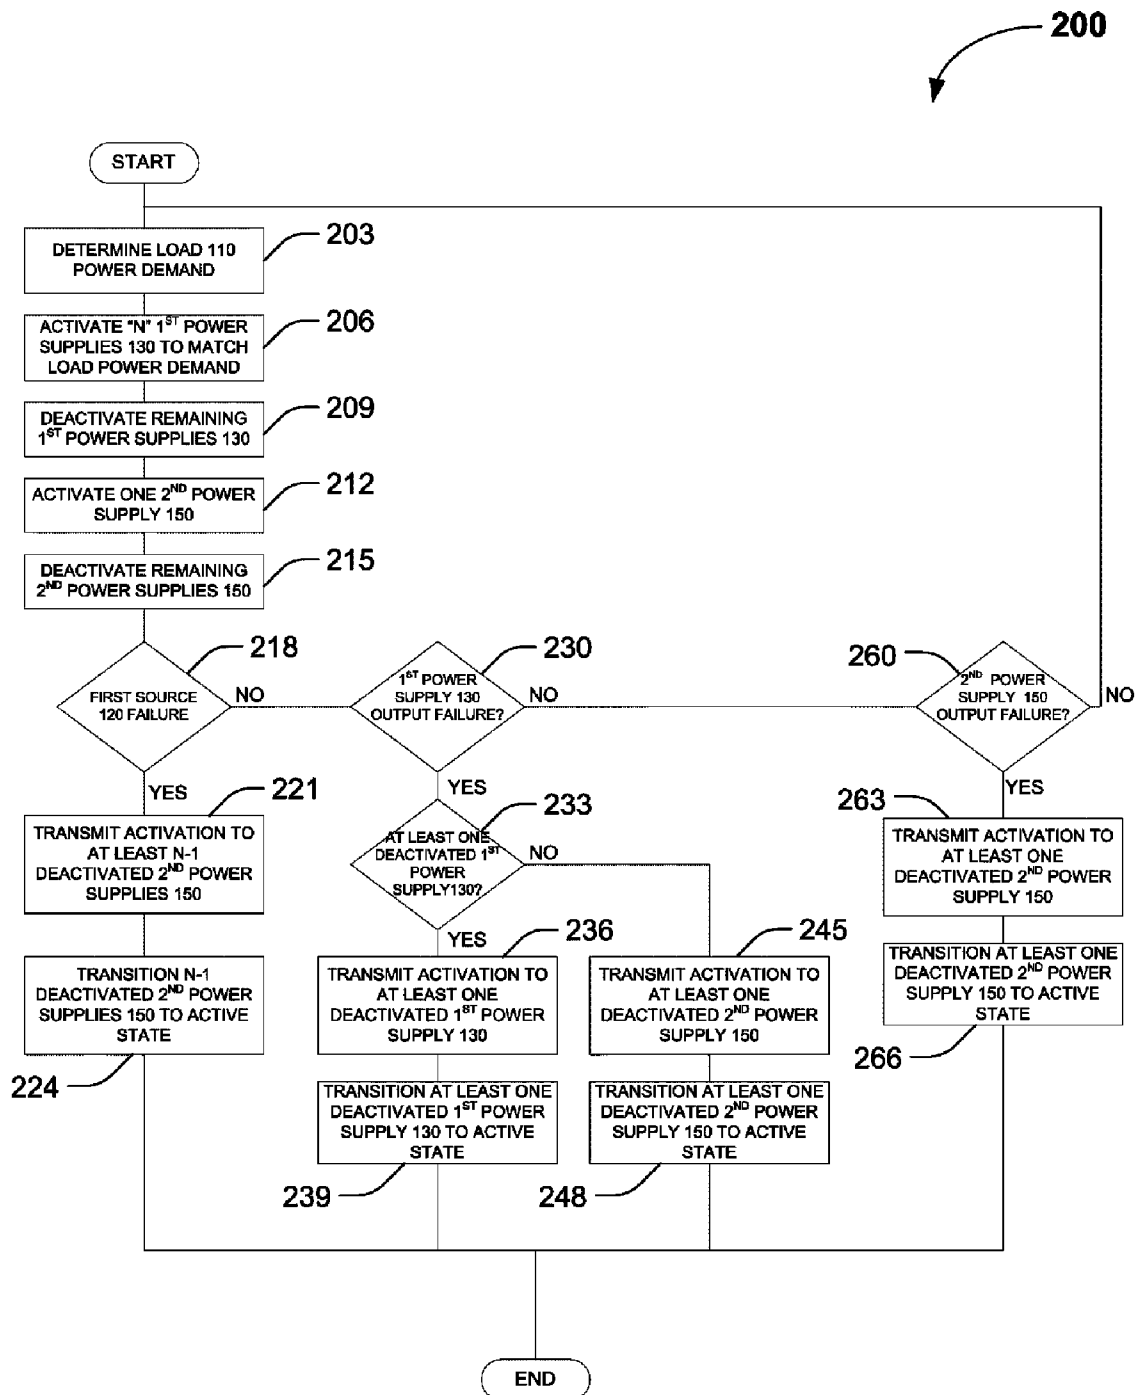 200
START
DETERMINE LOAD 110
POWER DEMAND
203
ACTIVATE "N" 1ST POWER
SUPPLIES 130 TO MATCH
LOAD POWER DEMAND
206
DEACTIVATE REMAINING
1ST POWER SUPPLIES 130
209
ACTIVATE ONE 2ND POWER
SUPPLY 150
212
DEACTIVATE REMAINING
2ND POWER SUPPLIES 150
215
FIRST SOURCE
120 FAILURE
218
NO
YES
1ST POWER
SUPPLY 130
OUTPUT FAILURE?
230
NO
YES
2ND POWER
SUPPLY 150
OUTPUT FAILURE?
260
NO
YES
TRANSMIT ACTIVATION TO
AT LEAST N-1
DEACTIVATED 2ND POWER
SUPPLIES 150
221
AT LEAST ONE
DEACTIVATED 1ST
POWER
SUPPLY130?
233
NO
YES
TRANSMIT ACTIVATION TO
AT LEAST ONE
DEACTIVATED 2ND POWER
SUPPLY 150
263
TRANSITION N-1
DEACTIVATED 2ND POWER
SUPPLIES 150 TO ACTIVE
STATE
224
TRANSMIT ACTIVATION TO
AT LEAST ONE
DEACTIVATED 1ST POWER
SUPPLY 130
236
TRANSMIT ACTIVATION TO
AT LEAST ONE
DEACTIVATED 2ND POWER
SUPPLY 150
245
TRANSITION AT LEAST ONE
DEACTIVATED 2ND POWER
SUPPLY 150 TO ACTIVE
STATE
266
TRANSITION AT LEAST ONE
DEACTIVATED 1ST POWER
SUPPLY 130 TO ACTIVE
STATE
239
TRANSITION AT LEAST ONE
DEACTIVATED 2ND POWER
SUPPLY 150 TO ACTIVE
STATE
248
END